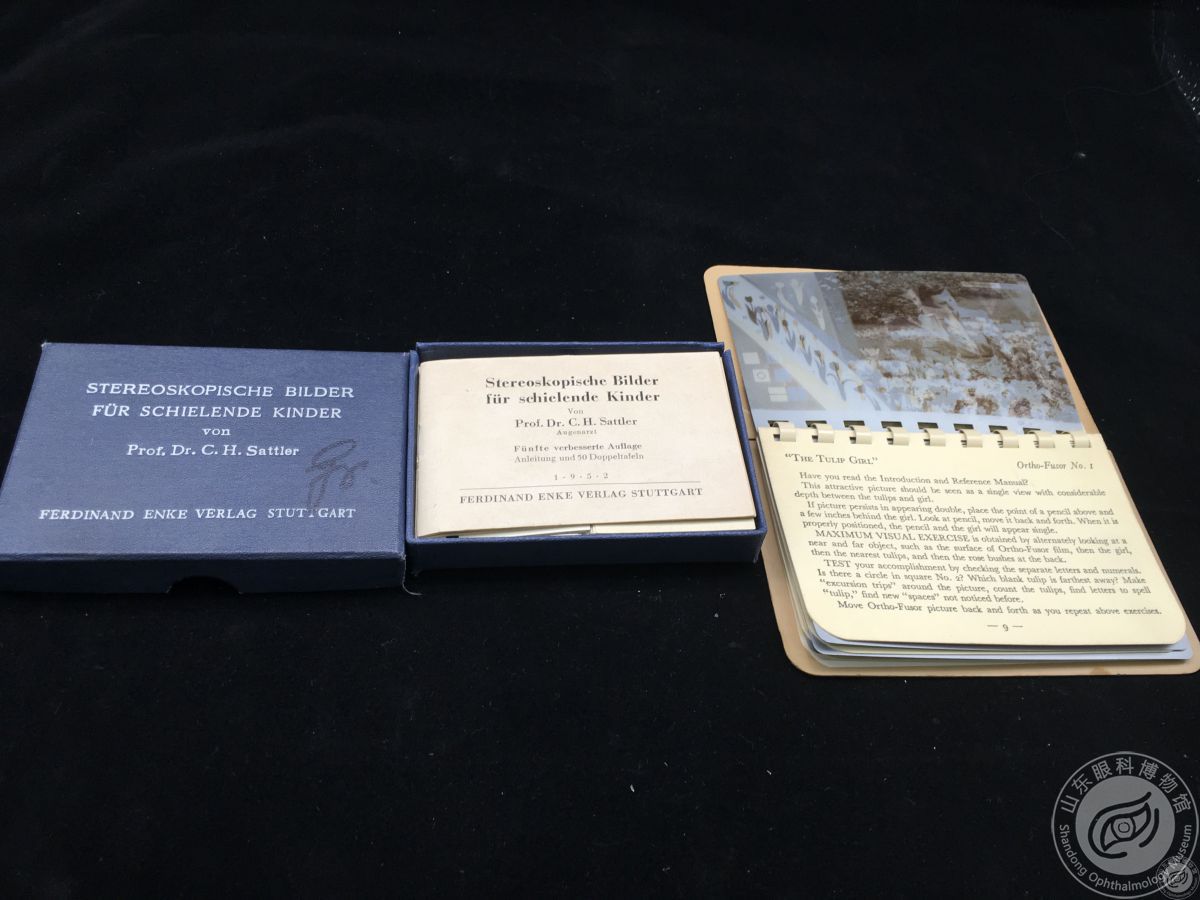 STEREOSKOPISCHE BILDER
FÜR SCHIELENDE KINDER
von
Prof. Dr. C. H. Sattler
FERDINAND ENKE VERLAG STUTTGART
Stereoskopische Bilder
für schielende Kinder
Von
Prof. Dr. C. H. Sattler
Augenarzt
Fünfte verbesserte Auflage
Anleitung und 50 Doppeltafeln
1-9-5-2
FERDINAND ENKE VERLAG STUTTGART
"THE TULIP GIRL"
Ortho-Fusor No. 1
Have you read the Introduction and Reference Manual?
This attractive picture should be seen as a single view with considerable
depth between the tulips and girl.
If picture persists in appearing double, place the point of a pencil above and
a few inches behind the girl. Look at pencil, move it back and forth. When it is
properly positioned, the pencil and the girl will appear single.
MAXIMUM VISUAL EXERCISE is obtained by alternately looking at a
near and far object, such as the surface of Ortho-Fusor film, then the girl,
then the nearest tulips, and then the rose bushes at the back.
TEST your accomplishment by checking the separate letters and numerals.
Is there a circle in square No. 2? Which blank tulip is farthest away? Make
"excursion trips" around the picture, count the tulips, find letters to spell
"tulip," find new "spaces" not noticed before.
Move Ortho-Fusor picture back and forth as you repeat above exercises.
— 9 —
山东眼科博物馆
Shandong Ophthalmology Museum